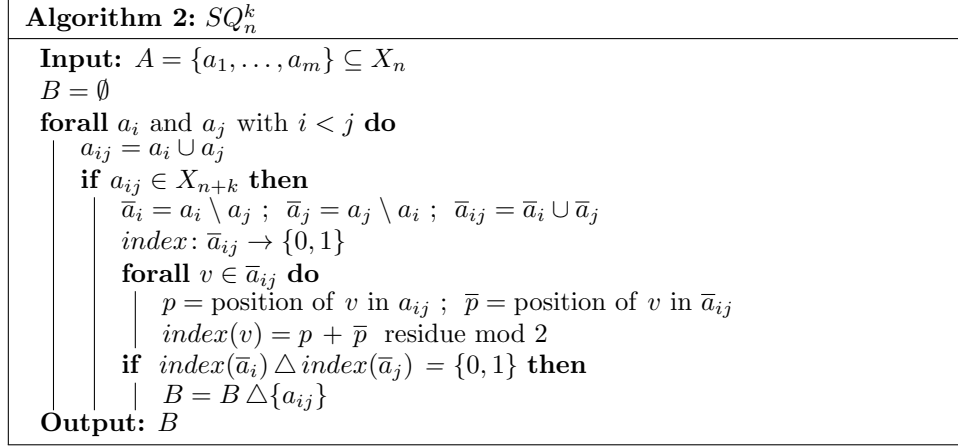 Algorithm 2: $SQ_n^k$
Input: $A = \{a_1, \ldots, a_m\} \subseteq X_n$
$B = \emptyset$
forall $a_i$ and $a_j$ with $i < j$ do
$a_{ij} = a_i \cup a_j$
if $a_{ij} \in X_{n+k}$ then
$\overline{a}_i = a_i \setminus a_j$ ; $\overline{a}_j = a_j \setminus a_i$ ; $\overline{a}_{ij} = \overline{a}_i \cup \overline{a}_j$
$index \colon \overline{a}_{ij} \to \{0, 1\}$
forall $v \in \overline{a}_{ij}$ do
$p$ = position of $v$ in $a_{ij}$ ; $\overline{p}$ = position of $v$ in $\overline{a}_{ij}$
$index(v) = p + \overline{p}$ residue mod 2
if $index(\overline{a}_i) \triangle index(\overline{a}_j) = \{0, 1\}$ then
$B = B \triangle \{a_{ij}\}$
Output: $B$